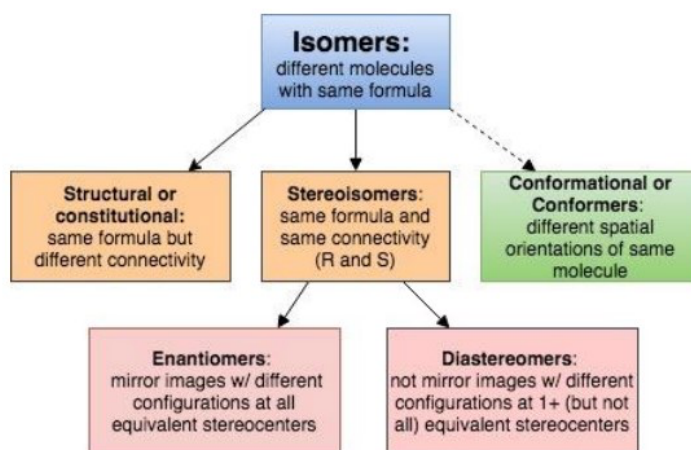 Isomers:
different molecules
with same formula
Structural or
constitutional:
same formula but
different connectivity
Stereoisomers:
same formula and
same connectivity
(R and S)
Conformational or
Conformers:
different spatial
orientations of same
molecule
Enantiomers:
mirror images w/ different
configurations at all
equivalent stereocenters
Diastereomers:
not mirror images w/ different
configurations at 1+ (but not
all) equivalent stereocenters